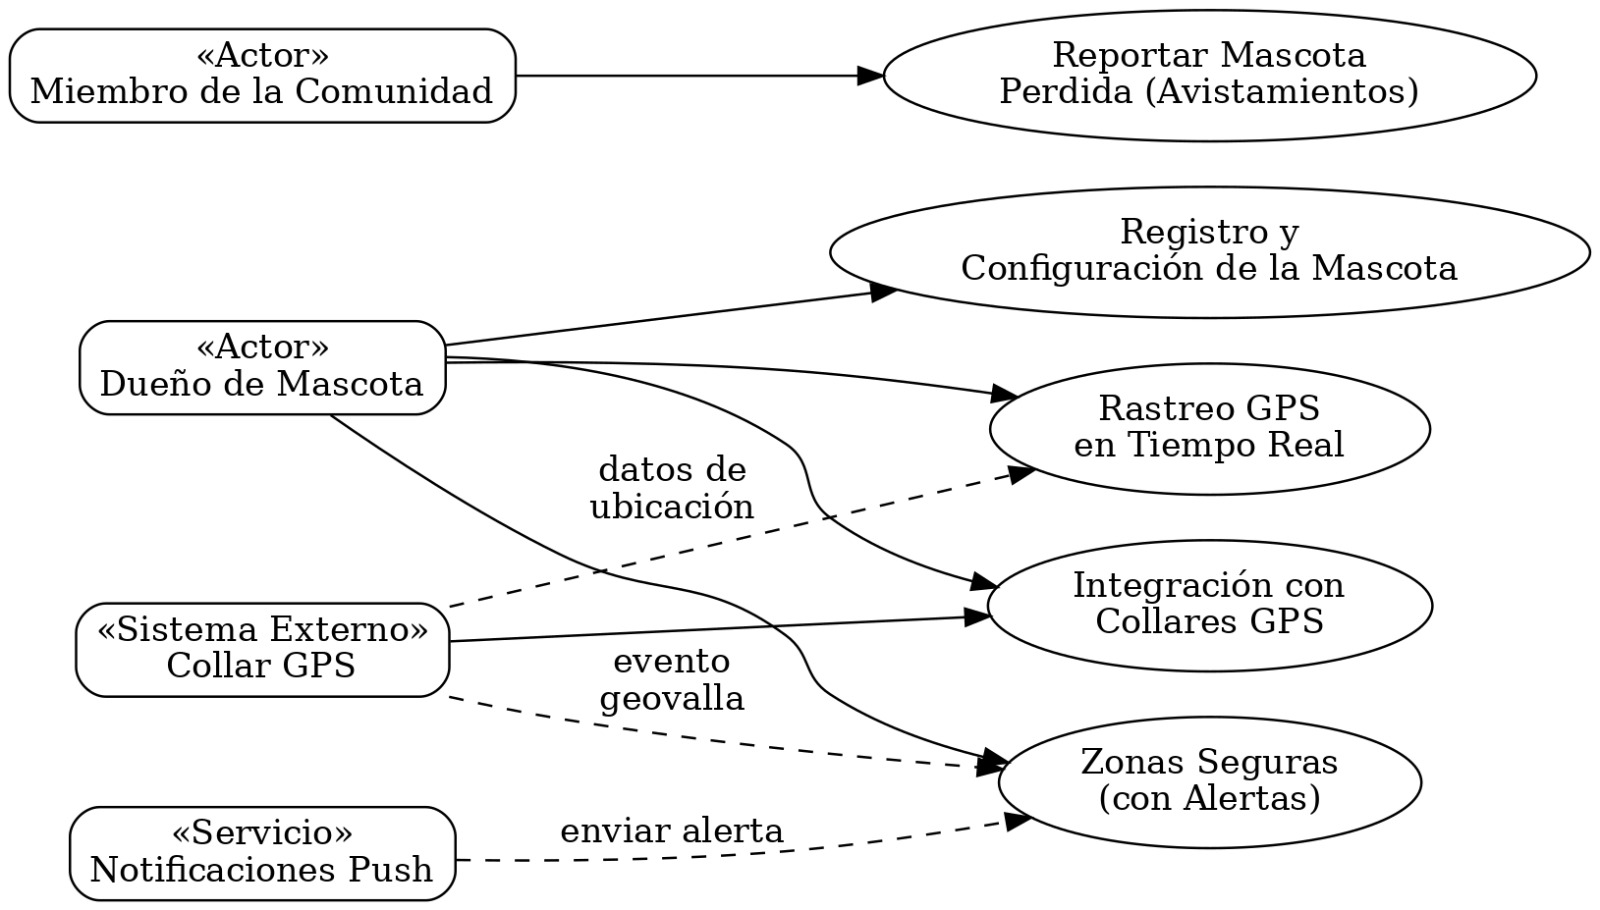 «Actor»
Miembro de la Comunidad
Reportar Mascota
Perdida (Avistamientos)
Registro y
Configuración de la Mascota
«Actor»
Dueño de Mascota
Rastreo GPS
en Tiempo Real
datos de
ubicación
Integración con
Collares GPS
«Sistema Externo»
Collar GPS
evento
geovalla
Zonas Seguras
(con Alertas)
«Servicio»
Notificaciones Push
enviar alerta